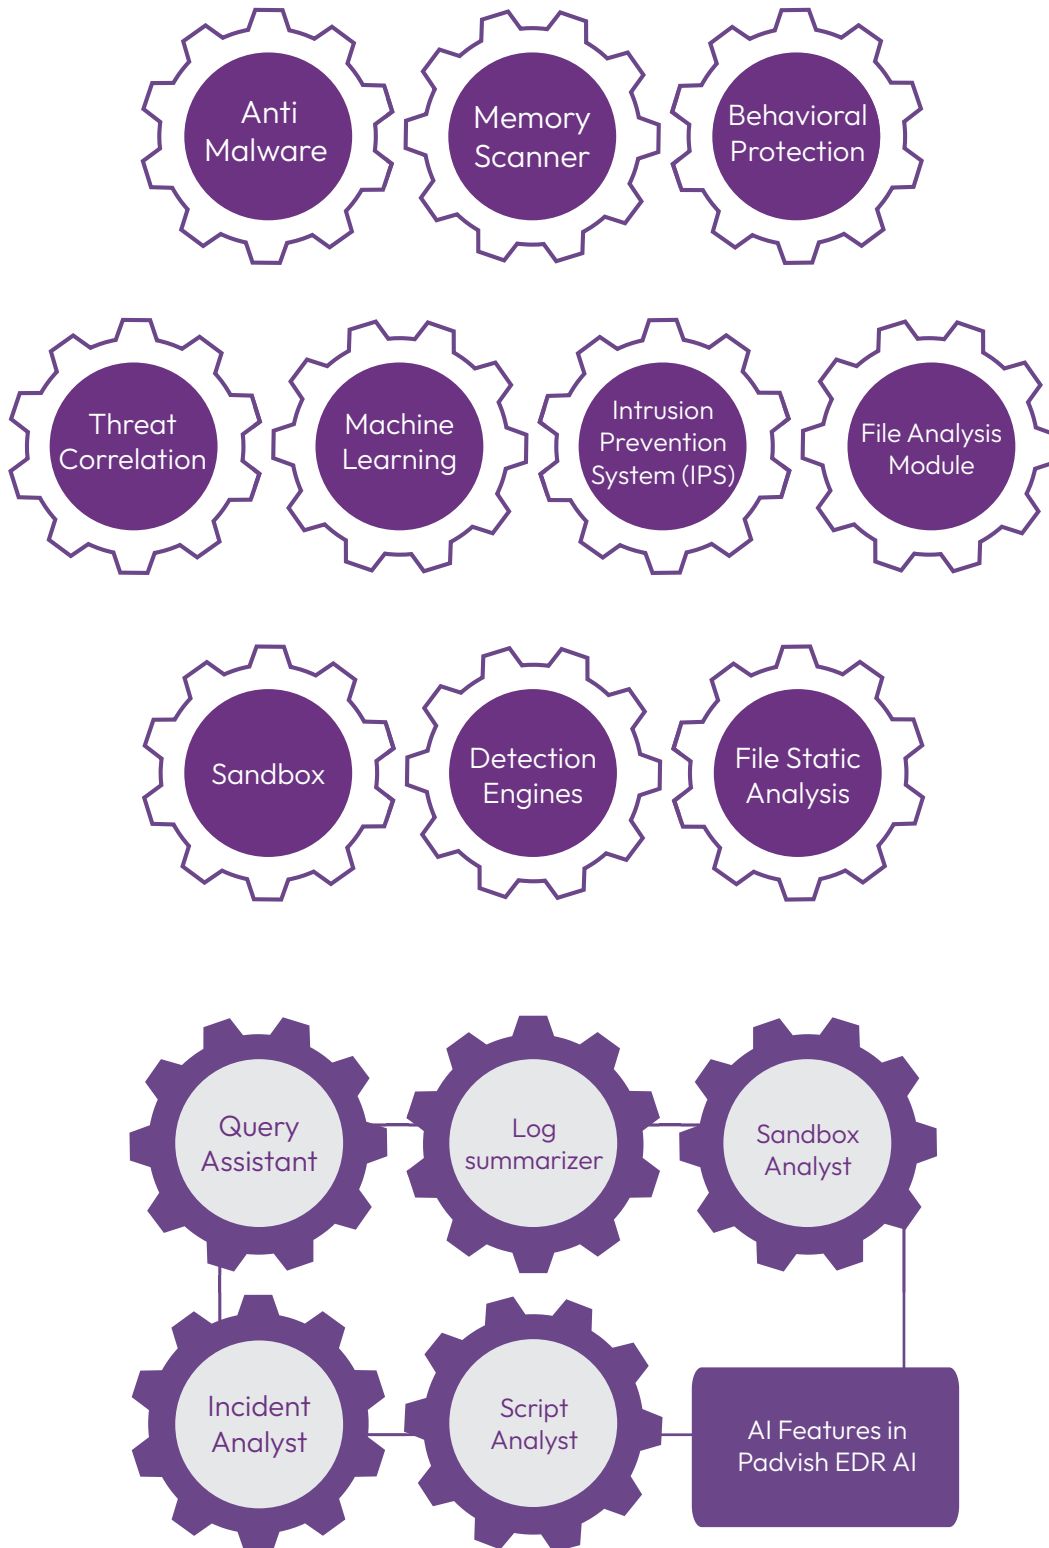 Anti
Malware
Memory
Scanner
Behavioral
Protection
Threat
Correlation
Machine
Learning
Intrusion
Prevention
System (IPS)
File Analysis
Module
Sandbox
Detection
Engines
File Static
Analysis
Query
Assistant
Log
summarizer
Sandbox
Analyst
Incident
Analyst
Script
Analyst
AI Features in
Padvish EDR AI